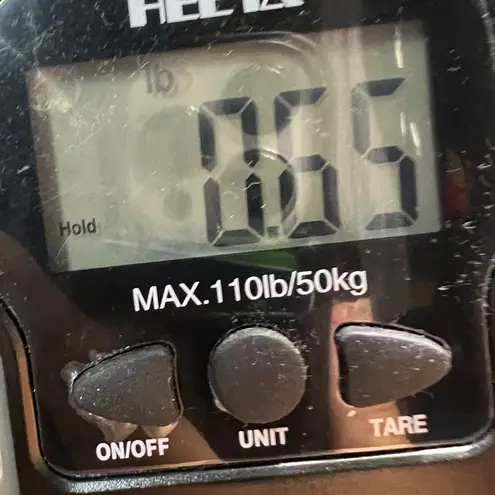 lb
0.65
Hold
MAX.110lb/50kg
ON/OFF
UNIT
TARE